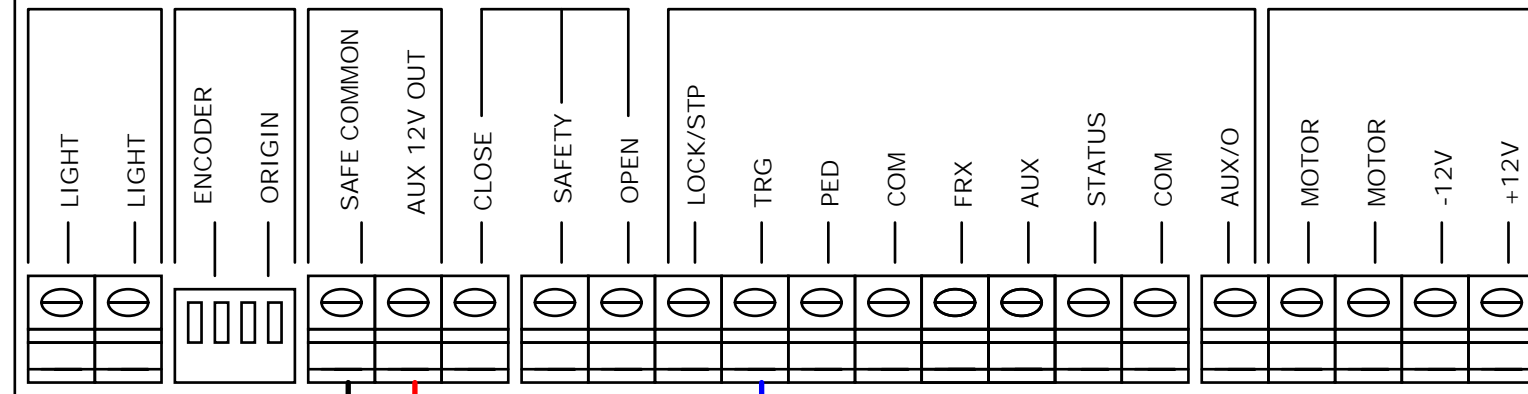 LIGHT
LIGHT
ENCODER
ORIGIN
SAFE COMMON
AUX 12V OUT
CLOSE
SAFETY
OPEN
LOCK/STP
TRG
PED
COM
FRX
AUX
STATUS
COM
AUX/O
MOTOR
MOTOR
-12V
+12V